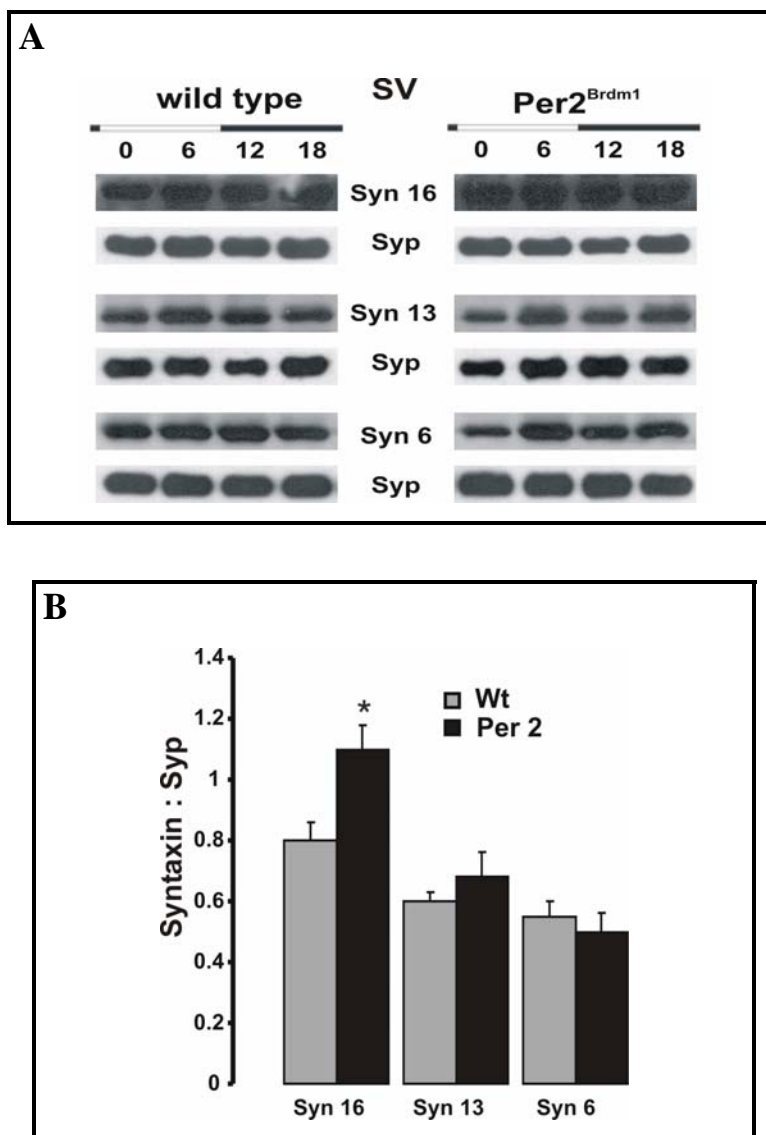 A
wild type SV Per2Brdm1
0 6 12 18 0 6 12 18
Syn 16
Syp
Syn 13
Syp
Syn 6
Syp
B
1.4
1.2
1
0.8
0.6
0.4
0.2
0
Syntaxin : Syp
*
Wt
Per 2
Syn 16 Syn 13 Syn 6